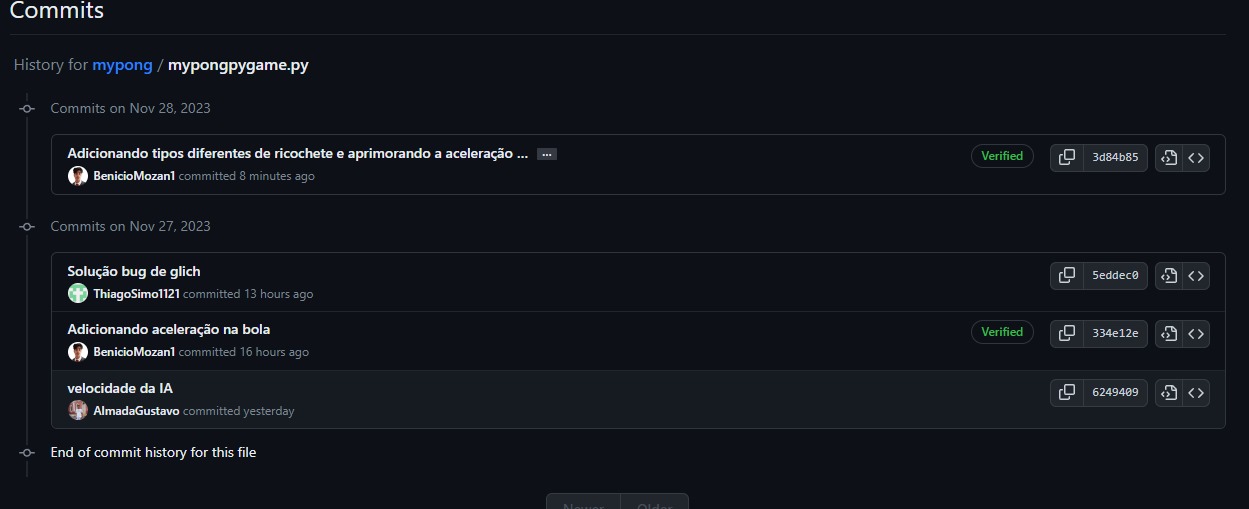 Commits
History for mypong / mypongpygame.py
Commits on Nov 28, 2023
Adicionando tipos diferentes de ricochete e aprimorando a aceleração ... ...
Verified
3d84b85
BenicioMozan1 committed 8 minutes ago
Commits on Nov 27, 2023
Solução bug de glich
5eddec0
ThiagoSimo1121 committed 13 hours ago
Adicionando aceleração na bola
Verified
334e12e
BenicioMozan1 committed 16 hours ago
velocidade da IA
6249409
AlmadaGustavo committed yesterday
End of commit history for this file
Newer Older